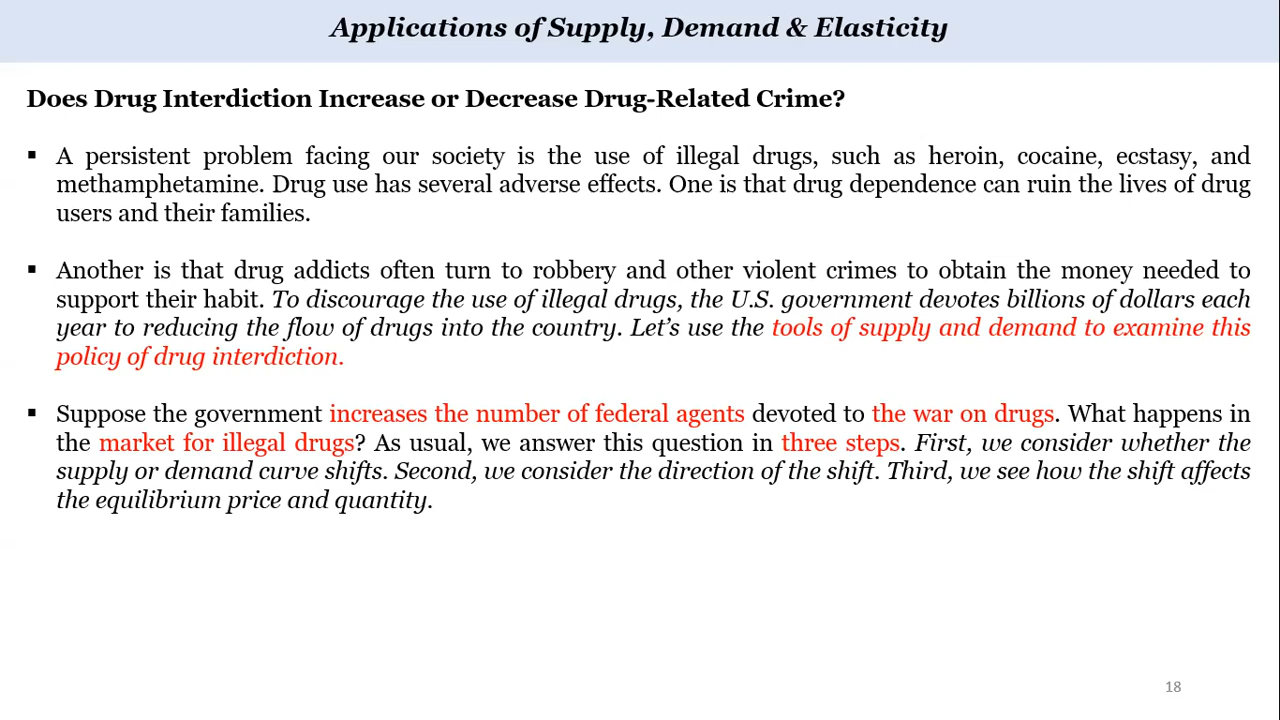 Applications of Supply, Demand & Elasticity
Does Drug Interdiction Increase or Decrease Drug-Related Crime?
▪ A persistent problem facing our society is the use of illegal drugs, such as heroin, cocaine, ecstasy, and
methamphetamine. Drug use has several adverse effects. One is that drug dependence can ruin the lives of drug
users and their families.
▪ Another is that drug addicts often turn to robbery and other violent crimes to obtain the money needed to
support their habit. To discourage the use of illegal drugs, the U.S. government devotes billions of dollars each
year to reducing the flow of drugs into the country. Let’s use the tools of supply and demand to examine this
policy of drug interdiction.
▪ Suppose the government increases the number of federal agents devoted to the war on drugs. What happens in
the market for illegal drugs? As usual, we answer this question in three steps. First, we consider whether the
supply or demand curve shifts. Second, we consider the direction of the shift. Third, we see how the shift affects
the equilibrium price and quantity.
18